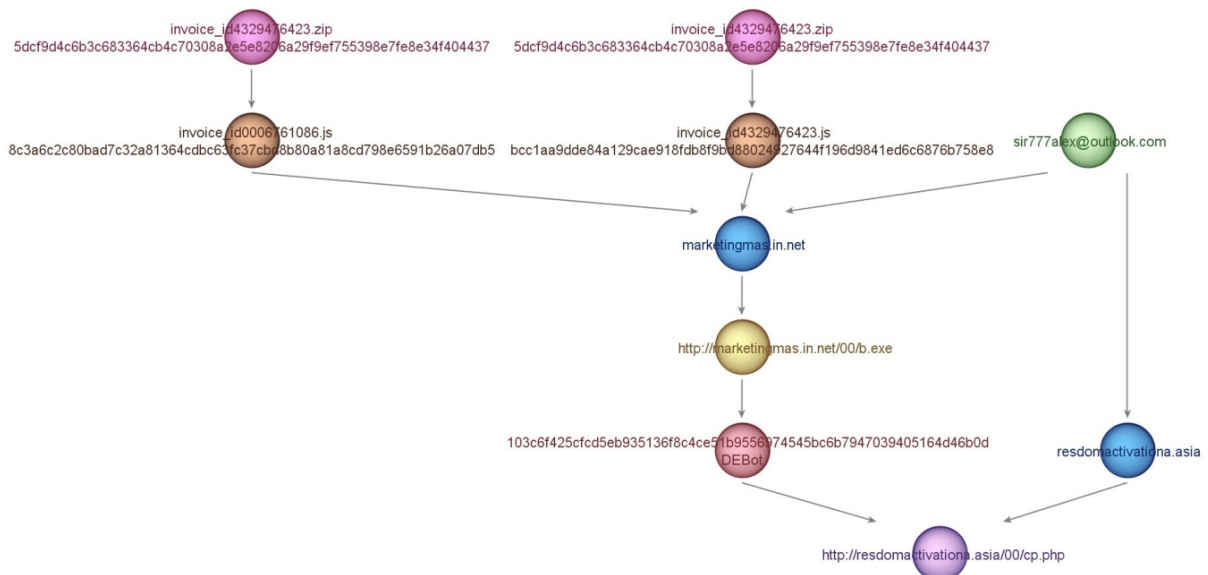 invoice_id4329476423.zip
5dcf9d4c6b3c683364cb4c70308a2e5e8206a29f9ef755398e7fe8e34f404437
invoice_id4329476423.zip
5dcf9d4c6b3c683364cb4c70308a2e5e8206a29f9ef755398e7fe8e34f404437
invoice_id0006761086.js
8c3a6c2c80bad7c32a81364cdbc63fc37cbd8b80a81a8cd798e6591b26a07db5
invoice_id4329476423.js
bcc1aa9dde84a129cae918fdb8f9bd88024927644f196d9841ed6c6876b758e8
sir777alex@outlook.com
marketingmas.in.net
http://marketingmas.in.net/00/b.exe
103c6f425cfcd5eb935136f8c4ce51b9556974545bc6b7947039405164d46b0d
DEBot
resdomactivationa.asia
http://resdomactivationa.asia/00/cp.php